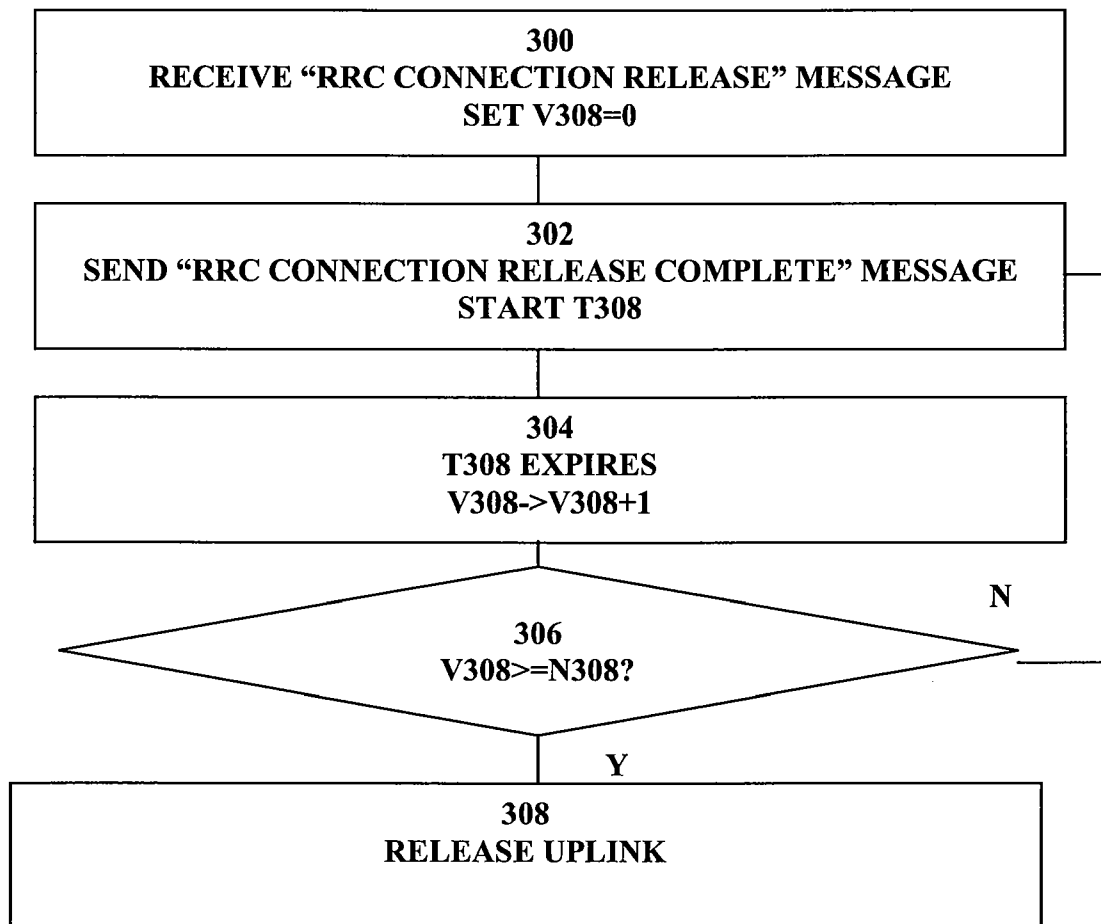 300
RECEIVE “RRC CONNECTION RELEASE” MESSAGE
SET V308=0
302
SEND “RRC CONNECTION RELEASE COMPLETE” MESSAGE
START T308
304
T308 EXPIRES
V308->V308+1
N
306
V308>=N308?
Y
308
RELEASE UPLINK